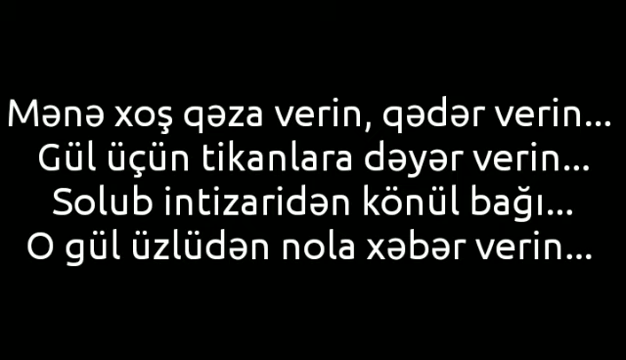 Mənə xoş qəza verin, qədər verin...
Gül üçün tikanlara dəyər verin...
Solub intizaridən könül bağı...
O gül üzlüdən nola xəbər verin...